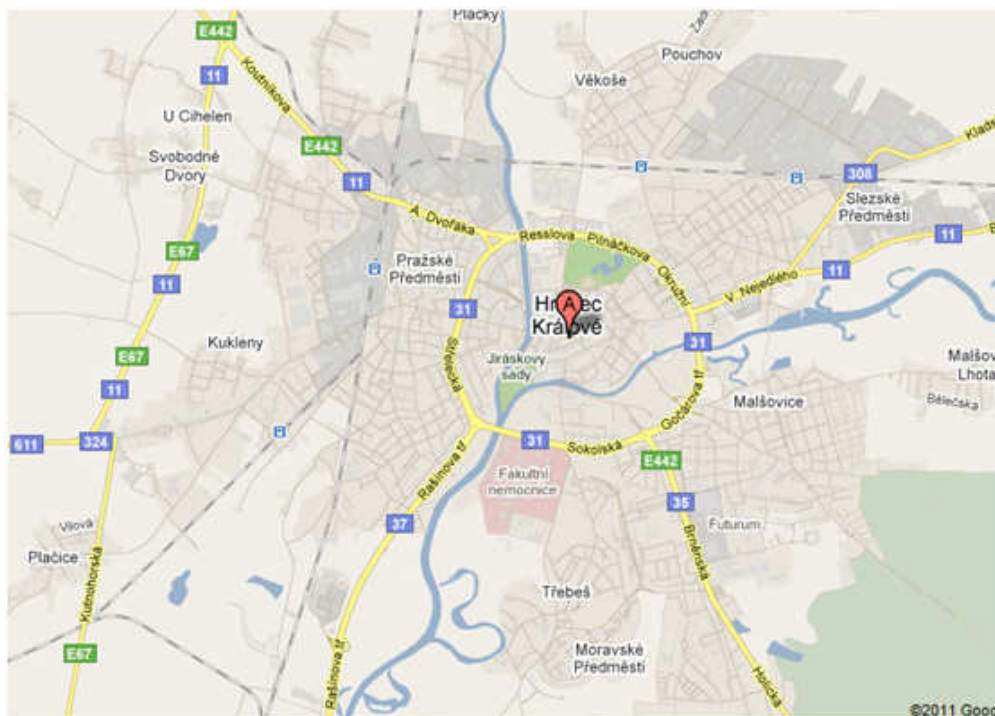 Plácky
E442
Pouchov
11
Koutníkova
Věkoše
U Cihelen
E442
Svobodné
Dvory
11
308
Slezské
Předměstí
A. Dvořáka
Resslova
Pilnáčkova
Okružní
11
E67
Pražské
Předměstí
V. Nejedlého
11
11
31
A
Hradec
Králové
31
Kukleny
E67
Střelecká
Jiráskovy
sady
11
Gočárova tř
Malšovice
Lhota
Bělečská
611
324
31
Sokolská
E442
Rašínova tř
Fakultní
nemocnice
35
37
Futurum
Vlčová
Plačice
Kutnohorská
Brněnská
Třebeš
E67
Rašínova tř
Moravské
Předměstí
Holická
©2011 Goo